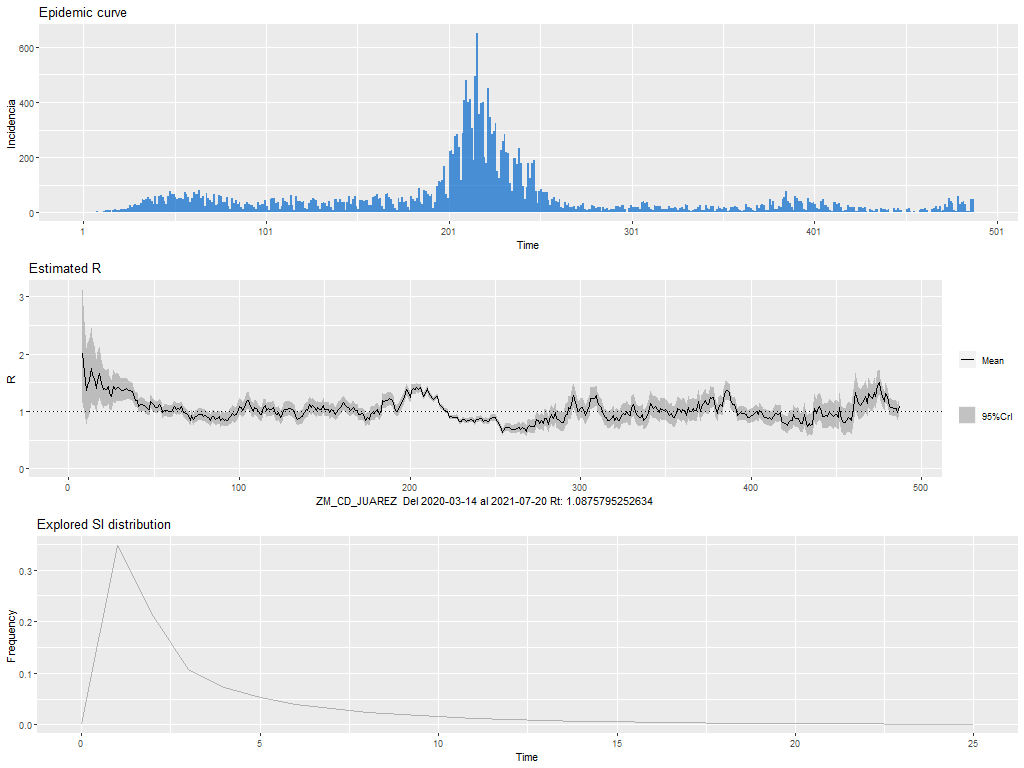 Epidemic curve
Incidencia
600
400
200
0
1
101
201
301
401
501
Time
Estimated R
R
3
2
1
0
0
100
200
300
400
500
ZM_CD_JUAREZ Del 2020-03-14 al 2021-07-20 Rt: 1.0875795252634
Mean
95%CrI
Explored SI distribution
Frequency
0.3
0.2
0.1
0.0
0
5
10
15
20
25
Time